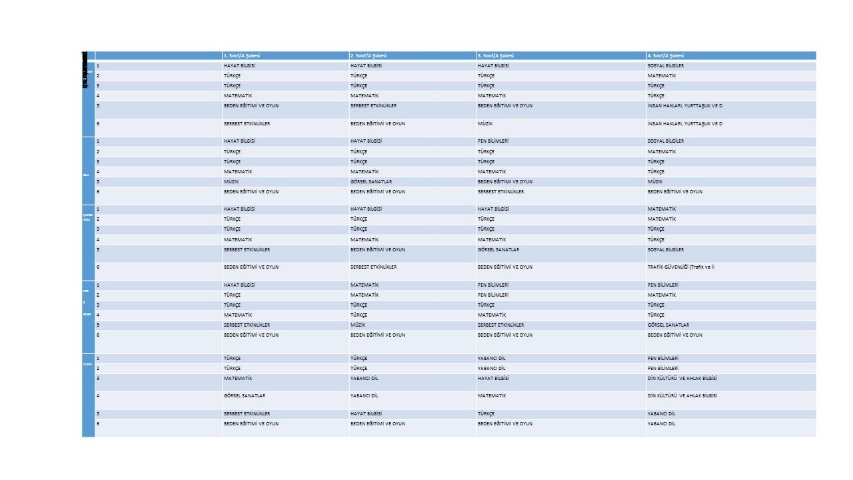 1. Sınıf/A Şubesi 2. Sınıf/A Şubesi 3. Sınıf/A Şubesi 4. Sınıf/A Şubesi
1 HAYAT BİLGİSİ HAYAT BİLGİSİ HAYAT BİLGİSİ SOSYAL BİLGİLER
2 TÜRKÇE TÜRKÇE TÜRKÇE MATEMATİK
3 TÜRKÇE TÜRKÇE TÜRKÇE TÜRKÇE
4 MATEMATİK MATEMATİK MATEMATİK TÜRKÇE
5 BEDEN EĞİTİMİ VE OYUN SERBEST ETKİNLİKLER BEDEN EĞİTİMİ VE OYUN İNSAN HAKLARI, YURTTAŞLIK VE D
6 SERBEST ETKİNLİKLER BEDEN EĞİTİMİ VE OYUN MÜZİK İNSAN HAKLARI, YURTTAŞLIK VE D
1 HAYAT BİLGİSİ HAYAT BİLGİSİ FEN BİLİMLERİ SOSYAL BİLGİLER
2 TÜRKÇE TÜRKÇE TÜRKÇE MATEMATİK
3 TÜRKÇE TÜRKÇE TÜRKÇE TÜRKÇE
4 MATEMATİK MATEMATİK MATEMATİK TÜRKÇE
5 MÜZİK GÖRSEL SANATLAR BEDEN EĞİTİMİ VE OYUN MÜZİK
6 BEDEN EĞİTİMİ VE OYUN BEDEN EĞİTİMİ VE OYUN SERBEST ETKİNLİKLER BEDEN EĞİTİMİ VE OYUN
1 HAYAT BİLGİSİ HAYAT BİLGİSİ HAYAT BİLGİSİ MATEMATİK
2 TÜRKÇE TÜRKÇE TÜRKÇE MATEMATİK
3 TÜRKÇE TÜRKÇE TÜRKÇE TÜRKÇE
4 MATEMATİK MATEMATİK MATEMATİK TÜRKÇE
5 SERBEST ETKİNLİKLER BEDEN EĞİTİMİ VE OYUN GÖRSEL SANATLAR SOSYAL BİLGİLER
6 BEDEN EĞİTİMİ VE OYUN SERBEST ETKİNLİKLER BEDEN EĞİTİMİ VE OYUN TRAFİK GÜVENLİĞİ (Trafik ve İl
1 HAYAT BİLGİSİ MATEMATİK FEN BİLİMLERİ FEN BİLİMLERİ
2 TÜRKÇE MATEMATİK FEN BİLİMLERİ MATEMATİK
3 TÜRKÇE TÜRKÇE TÜRKÇE TÜRKÇE
4 MATEMATİK TÜRKÇE TÜRKÇE TÜRKÇE
5 SERBEST ETKİNLİKLER MÜZİK SERBEST ETKİNLİKLER GÖRSEL SANATLAR
6 BEDEN EĞİTİMİ VE OYUN BEDEN EĞİTİMİ VE OYUN BEDEN EĞİTİMİ VE OYUN BEDEN EĞİTİMİ VE OYUN
1 TÜRKÇE TÜRKÇE YABANCI DİL FEN BİLİMLERİ
2 TÜRKÇE TÜRKÇE YABANCI DİL FEN BİLİMLERİ
3 MATEMATİK YABANCI DİL HAYAT BİLGİSİ DİN KÜLTÜRÜ VE AHLAK BİLGİSİ
4 GÖRSEL SANATLAR YABANCI DİL MATEMATİK DİN KÜLTÜRÜ VE AHLAK BİLGİSİ
5 SERBEST ETKİNLİKLER HAYAT BİLGİSİ TÜRKÇE YABANCI DİL
6 BEDEN EĞİTİMİ VE OYUN BEDEN EĞİTİMİ VE OYUN BEDEN EĞİTİMİ VE OYUN YABANCI DİL